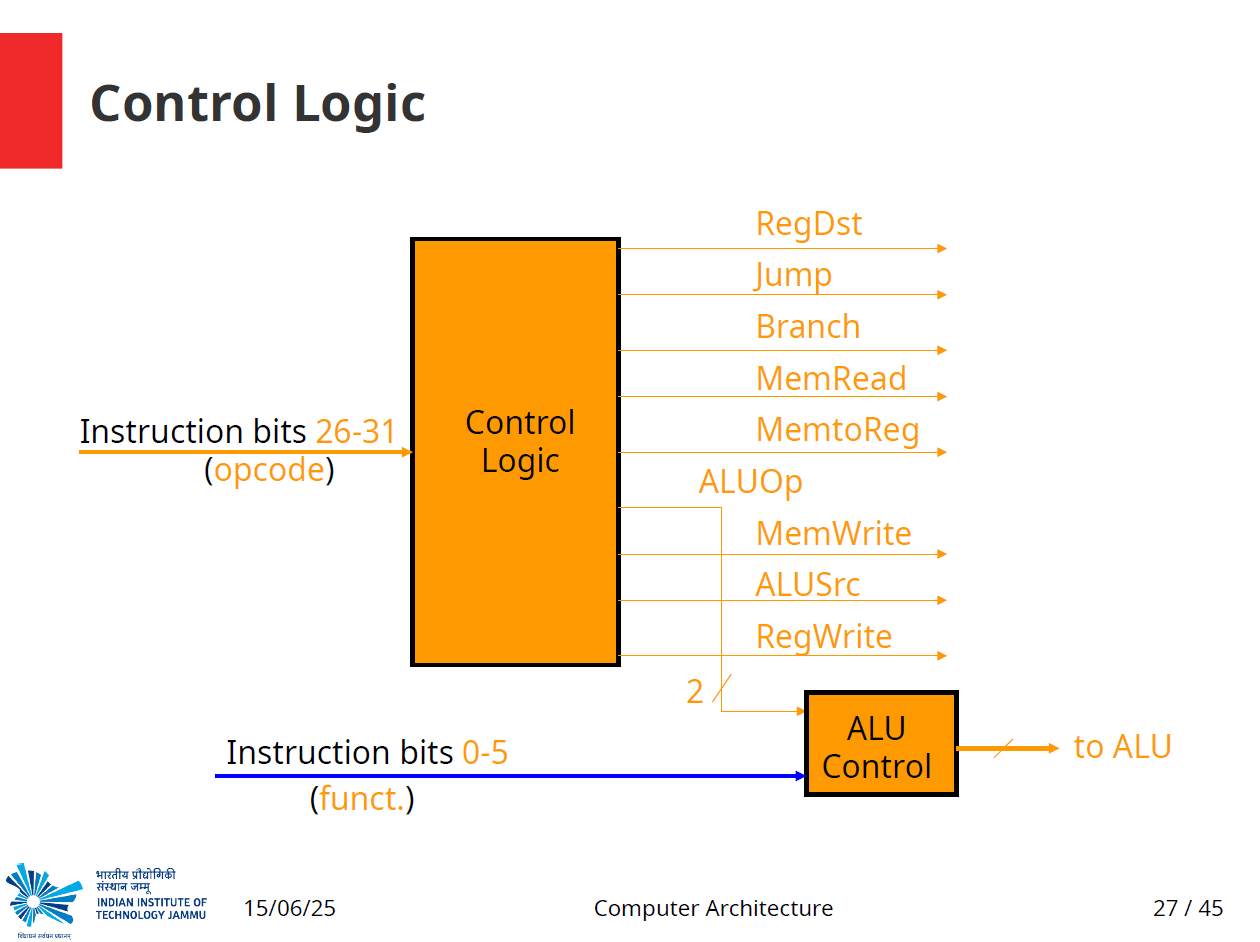 Control Logic
RegDst
Jump
Branch
MemRead
MemtoReg
ALUOp
MemWrite
ALUSrc
RegWrite
Instruction bits 26-31
(opcode)
Control
Logic
2
Instruction bits 0-5
(funct.)
ALU
Control
to ALU
भारतीय प्रौद्योगिकी
संस्थान जम्मू
INDIAN INSTITUTE OF
TECHNOLOGY JAMMU
15/06/25
Computer Architecture
27 / 45